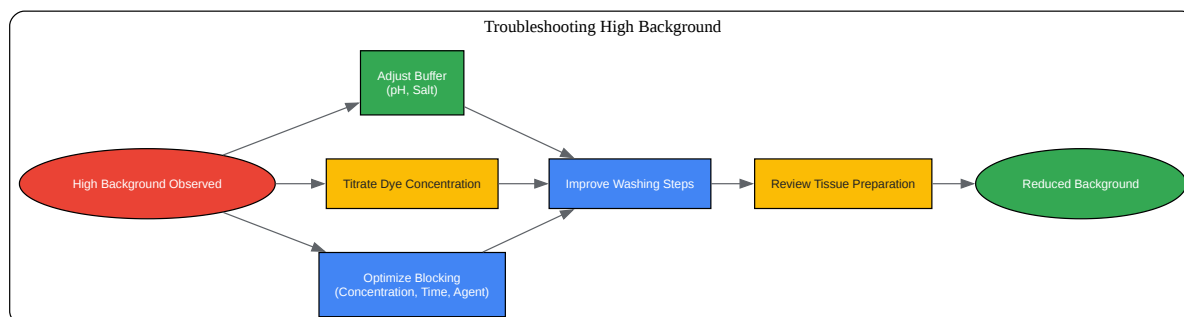 Troubleshooting High Background
Adjust Buffer
(pH, Salt)
High Background Observed
Titrate Dye Concentration
Improve Washing Steps
Review Tissue Preparation
Reduced Background
Optimize Blocking
(Concentration, Time, Agent)